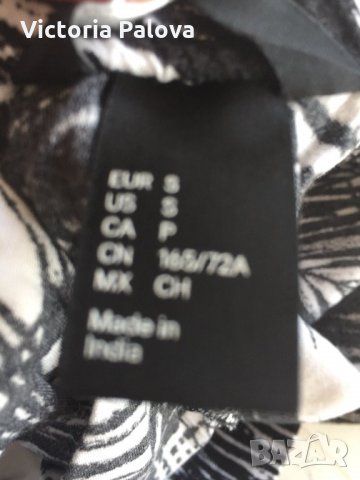 Victoria Palova
EUR S
US S
CA P
CN 165/72A
MX CH
Made in
India
BAZAR